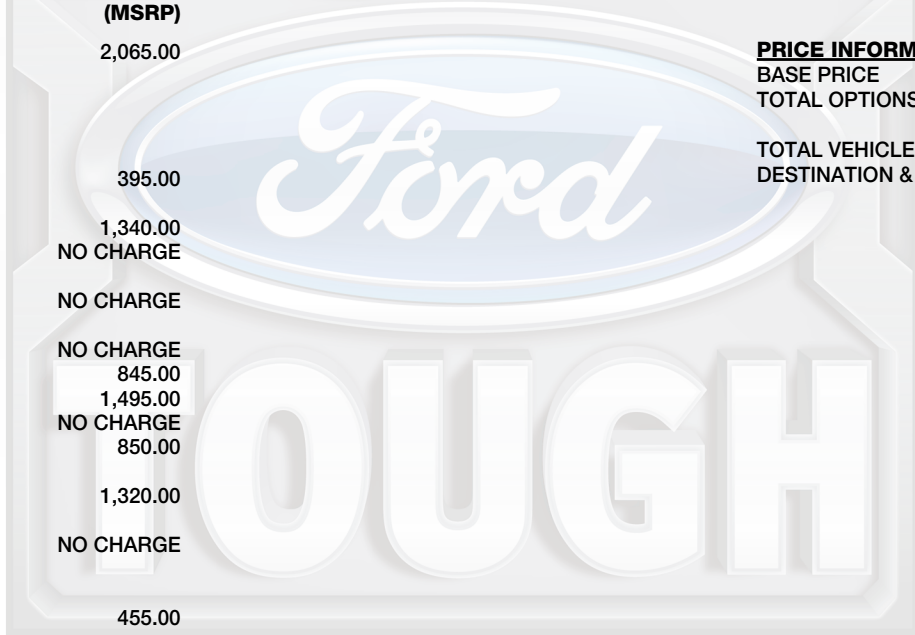 (MSRP)
2,065.00
395.00
1,340.00
NO CHARGE
NO CHARGE
NO CHARGE
845.00
1,495.00
NO CHARGE
850.00
1,320.00
NO CHARGE
455.00
PRICE INFORM
BASE PRICE
TOTAL OPTIONS
TOTAL VEHICLE
DESTINATION &
Ford
TOUGH